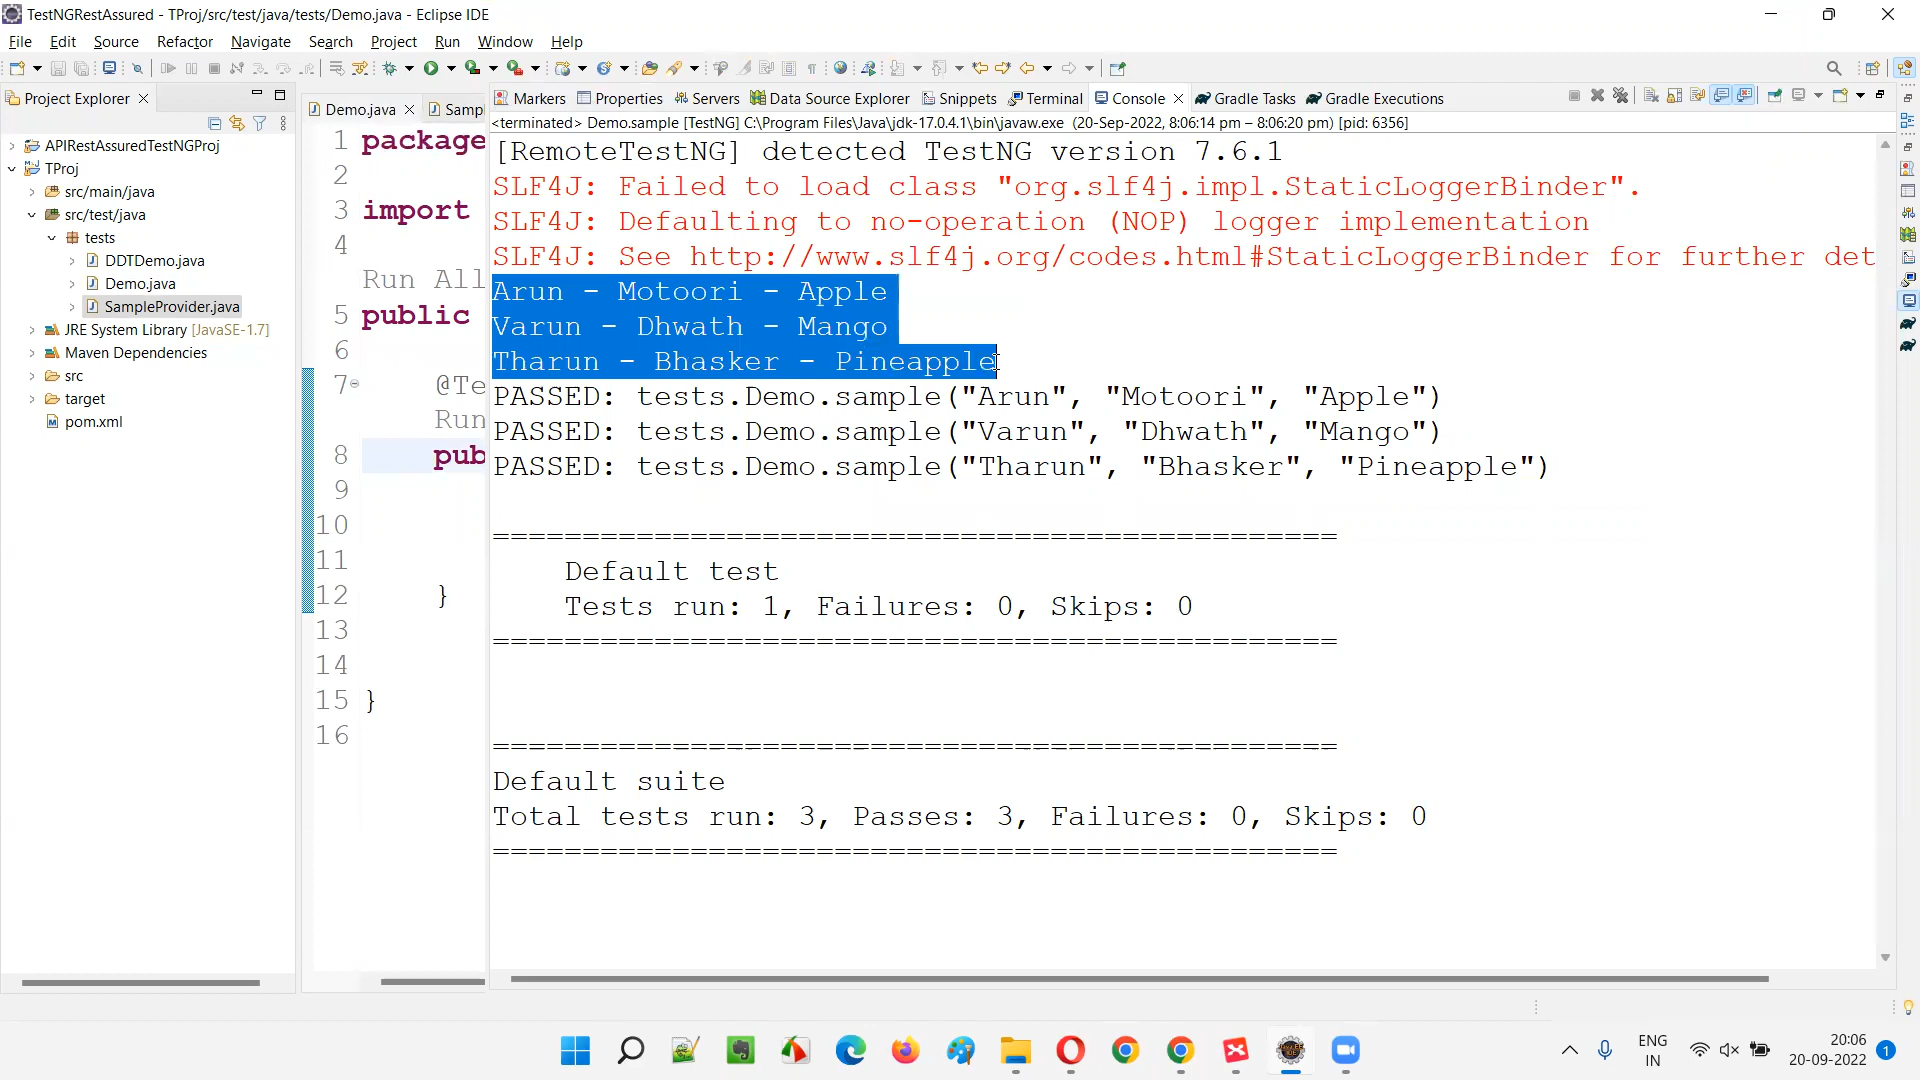 TestNGRestAssured - TProj/src/test/java/tests/Demo.java - Eclipse IDE
File Edit Source Refactor Navigate Search Project Run Window Help
Project Explorer
APIRestAssuredTestNGProj
TProj
src/main/java
src/test/java
tests
DDTDemo.java
Demo.java
SampleProvider.java
JRE System Library [JavaSE-1.7]
Maven Dependencies
src
target
pom.xml
Demo.java Samp
1 package
2
3 import
4
Run All
5 public
6
7 @Te
Run
8 pub
9
10
11
12 }
13
14
15 }
16
Markers Properties Servers Data Source Explorer Snippets Terminal Console Gradle Tasks Gradle Executions
<terminated> Demo.sample [TestNG] C:\Program Files\Java\jdk-17.0.4.1\bin\javaw.exe (20-Sep-2022, 8:06:14 pm – 8:06:20 pm) [pid: 6356]
[RemoteTestNG] detected TestNG version 7.6.1
SLF4J: Failed to load class "org.slf4j.impl.StaticLoggerBinder".
SLF4J: Defaulting to no-operation (NOP) logger implementation
SLF4J: See http://www.slf4j.org/codes.html#StaticLoggerBinder for further det
Arun - Motoori - Apple
Varun - Dhwath - Mango
Tharun - Bhasker - Pineapple
PASSED: tests.Demo.sample("Arun", "Motoori", "Apple")
PASSED: tests.Demo.sample("Varun", "Dhwath", "Mango")
PASSED: tests.Demo.sample("Tharun", "Bhasker", "Pineapple")
===============================================
Default test
Tests run: 1, Failures: 0, Skips: 0
===============================================
===============================================
Default suite
Total tests run: 3, Passes: 3, Failures: 0, Skips: 0
===============================================
ENG
IN
20:06
20-09-2022
1